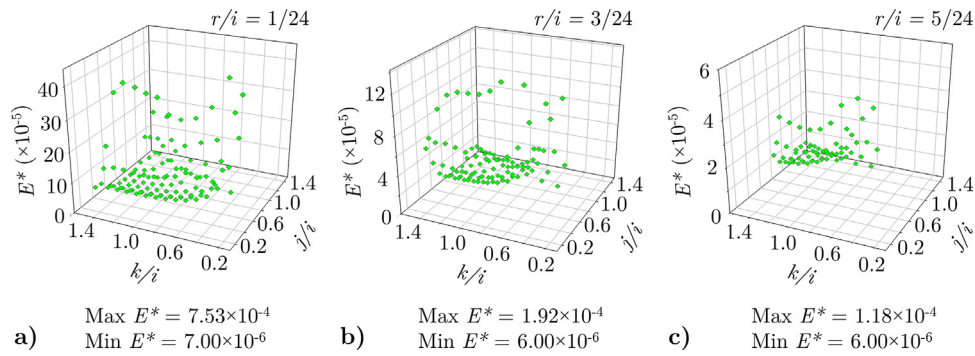 r/i = 1/24
E* (×10⁻⁵)
40
30
20
10
0
1.4
1.0
0.6
0.2
k/i
0.2
0.6
1.0
1.4
j/i
Max E* = 7.53×10⁻⁴
a) Min E* = 7.00×10⁻⁶
r/i = 3/24
E* (×10⁻⁵)
12
8
4
0
1.4
1.0
0.6
0.2
k/i
0.2
0.6
1.0
1.4
j/i
Max E* = 1.92×10⁻⁴
b) Min E* = 6.00×10⁻⁶
r/i = 5/24
E* (×10⁻⁵)
6
4
2
0
1.4
1.0
0.6
0.2
k/i
0.2
0.6
1.0
1.4
j/i
Max E* = 1.18×10⁻⁴
c) Min E* = 6.00×10⁻⁶